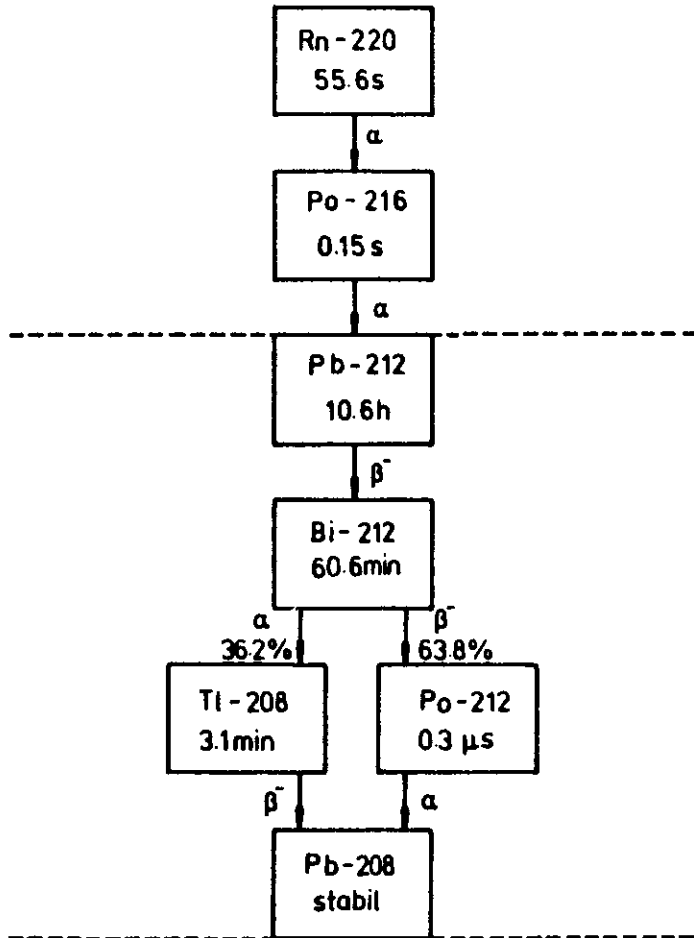 Rn-220
55.6s
α
Po-216
0.15s
α
Pb-212
10.6h
β⁻
Bi-212
60.6min
α
36.2%
β⁻
63.8%
Tl-208
3.1min
Po-212
0.3 μs
β⁻
α
Pb-208
stabil